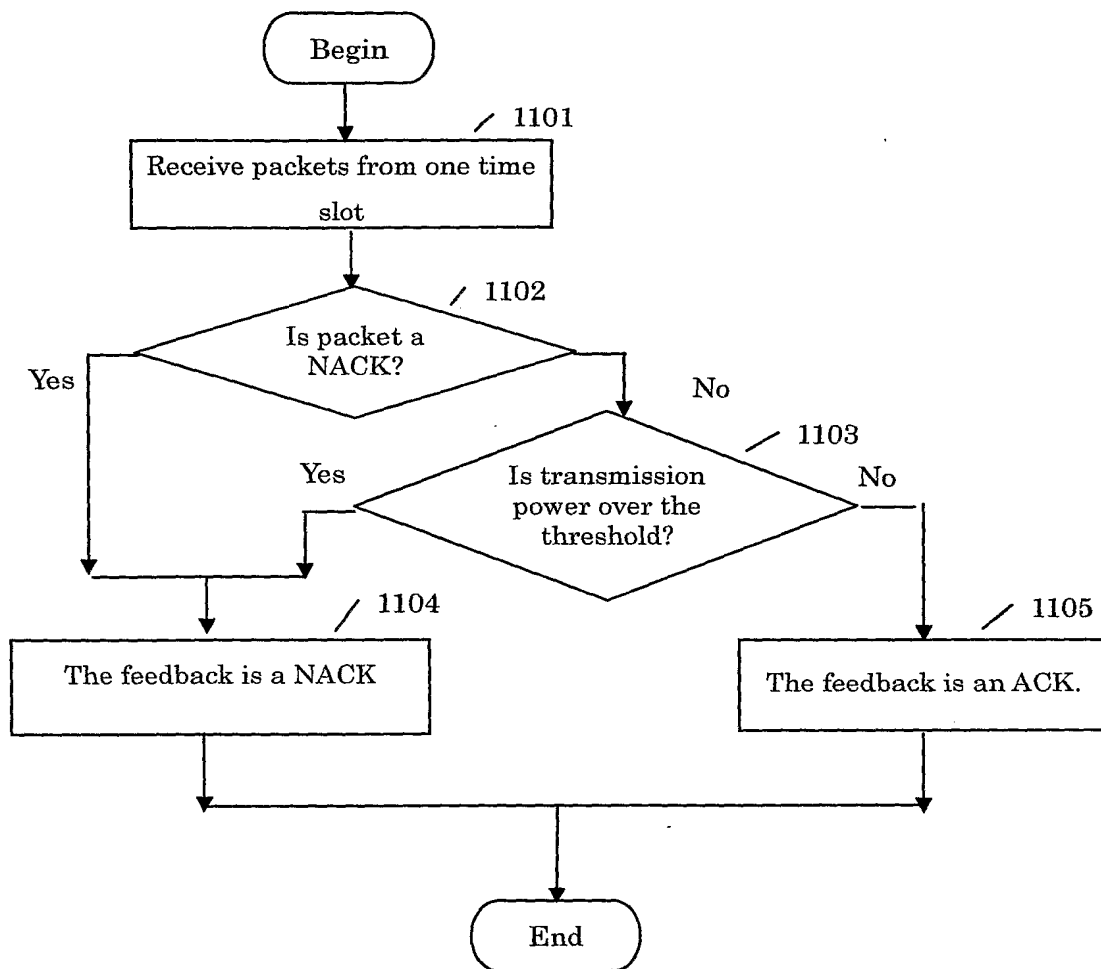 Begin
1101
Receive packets from one time
slot
1102
Is packet a
NACK?
Yes
No
1103
Is transmission
power over the
threshold?
Yes
No
1104
The feedback is a NACK
1105
The feedback is an ACK.
End